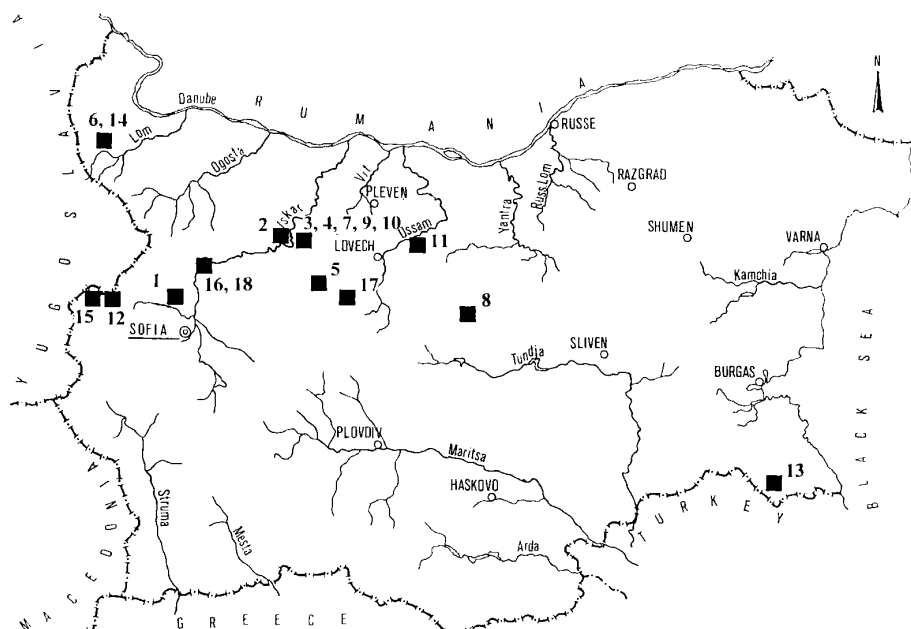 YUGOSLAVIA
RUMANIA
N
Danube
RUSSE
6, 14
Lom
Ogosta
Vit
RAZGRAD
PLEVEN
Iskar
Yantra
Russ.Lom
2
3, 4, 7, 9, 10
Ossam
SHUMEN
VARNA
LOVECH
11
16, 18
5
Kamchia
1
17
15
12
8
SOFIA
SLIVEN
Tundja
BURGAS
BLACK SEA
PLOVDIV
Maritsa
13
HASKOVO
TURKEY
Struma
Mesta
Arda
MACEDONIA
GREECE